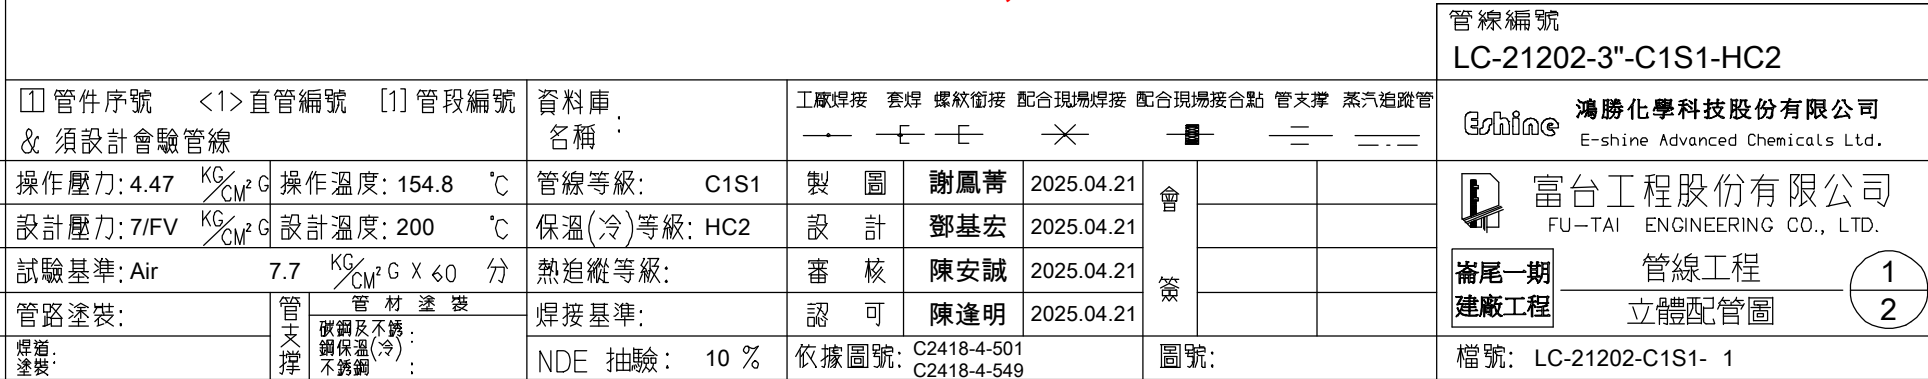 管線編號
LC-21202-3"-C1S1-HC2
1 管件序號 <1>直管編號 [1]管段編號
& 須設計會驗管線
資料庫
名稱 :
工廠焊接 套焊 螺紋銜接 配合現場焊接 配合現場接合點 管支撐 蒸汽追蹤管
Eshine 鴻勝化學科技股份有限公司
E-shine Advanced Chemicals Ltd.
操作壓力: 4.47 KG/CM² G 操作溫度: 154.8 °C 管線等級: C1S1 製 圖 謝鳳菁 2025.04.21
設計壓力: 7/FV KG/CM² G 設計溫度: 200 °C 保溫(冷)等級: HC2 設 計 鄧基宏 2025.04.21
試驗基準: Air 7.7 KG/CM² G X 60 分 熱追縱等級: 審 核 陳安誠 2025.04.21
管路塗裝: 焊接基準: 認 可 陳逢明 2025.04.21
會簽
富台工程股份有限公司
FU-TAI ENGINEERING CO., LTD.
崙尾一期
建廠工程
管線工程
立體配管圖
1
2
管支撐
管材塗裝
碳鋼及不銹 :
鋼保溫(冷) :
不銹鋼 :
焊道:
塗裝:
NDE 抽驗: 10 %
依據圖號: C2418-4-501
C2418-4-549
圖號:
檔號: LC-21202-C1S1- 1